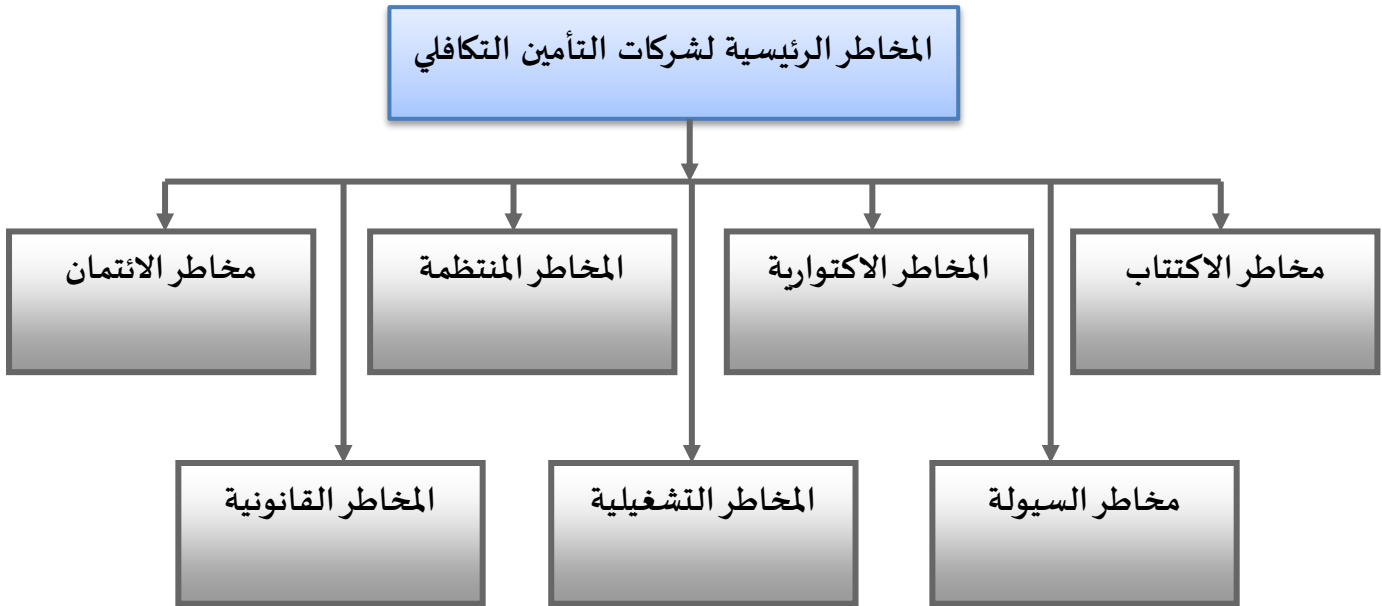 المخاطر الرئيسية لشركات التأمين التكافلي
مخاطر الاكتتاب
المخاطر الاكتوارية
المخاطر المنتظمة
مخاطر الائتمان
مخاطر السيولة
المخاطر التشغيلية
المخاطر القانونية